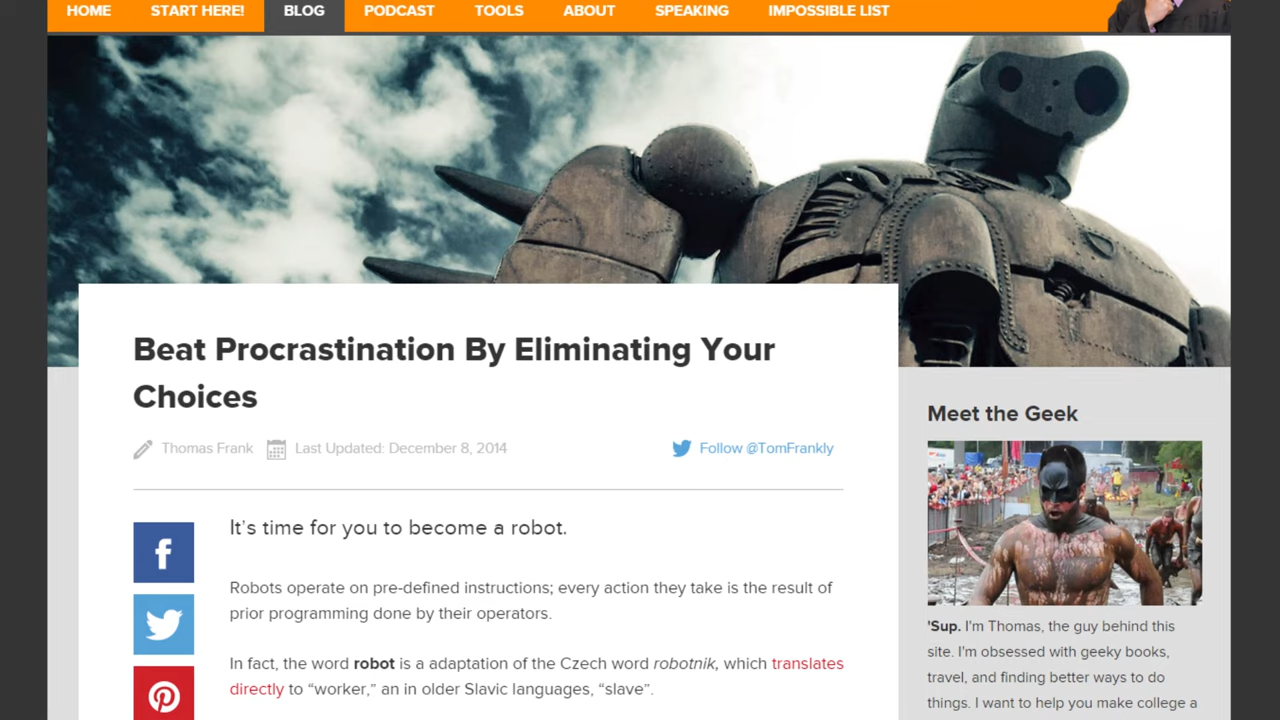 HOME START HERE! BLOG PODCAST TOOLS ABOUT SPEAKING IMPOSSIBLE LIST
Beat Procrastination By Eliminating Your
Choices
Thomas Frank Last Updated: December 8, 2014 Follow @TomFrankly
It's time for you to become a robot.
Robots operate on pre-defined instructions; every action they take is the result of
prior programming done by their operators.
In fact, the word robot is a adaptation of the Czech word robotnik, which translates
directly to “worker,” an in older Slavic languages, “slave”.
Meet the Geek
'Sup. I'm Thomas, the guy behind this
site. I'm obsessed with geeky books,
travel, and finding better ways to do
things. I want to help you make college a